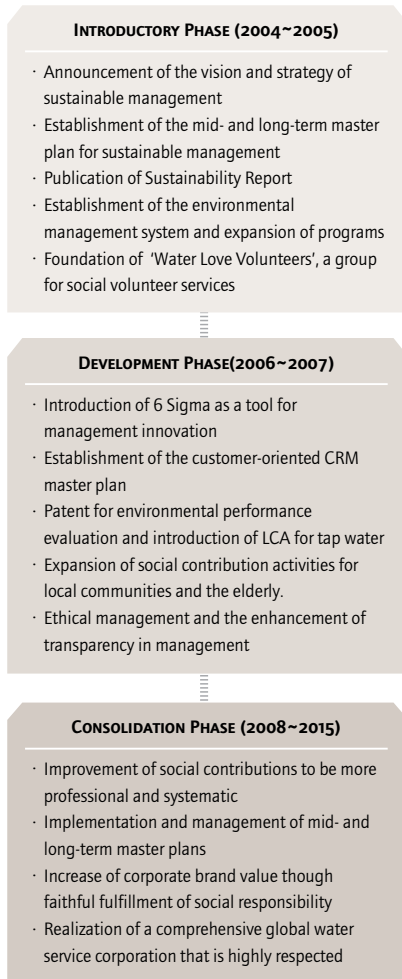 INTRODUCTORY PHASE (2004~2005)
· Announcement of the vision and strategy of
sustainable management
· Establishment of the mid- and long-term master
plan for sustainable management
· Publication of Sustainability Report
· Establishment of the environmental
management system and expansion of programs
· Foundation of 'Water Love Volunteers', a group
for social volunteer services
DEVELOPMENT PHASE(2006~2007)
· Introduction of 6 Sigma as a tool for
management innovation
· Establishment of the customer-oriented CRM
master plan
· Patent for environmental performance
evaluation and introduction of LCA for tap water
· Expansion of social contribution activities for
local communities and the elderly.
· Ethical management and the enhancement of
transparency in management
CONSOLIDATION PHASE (2008~2015)
· Improvement of social contributions to be more
professional and systematic
· Implementation and management of mid- and
long-term master plans
· Increase of corporate brand value though
faithful fulfillment of social responsibility
· Realization of a comprehensive global water
service corporation that is highly respected